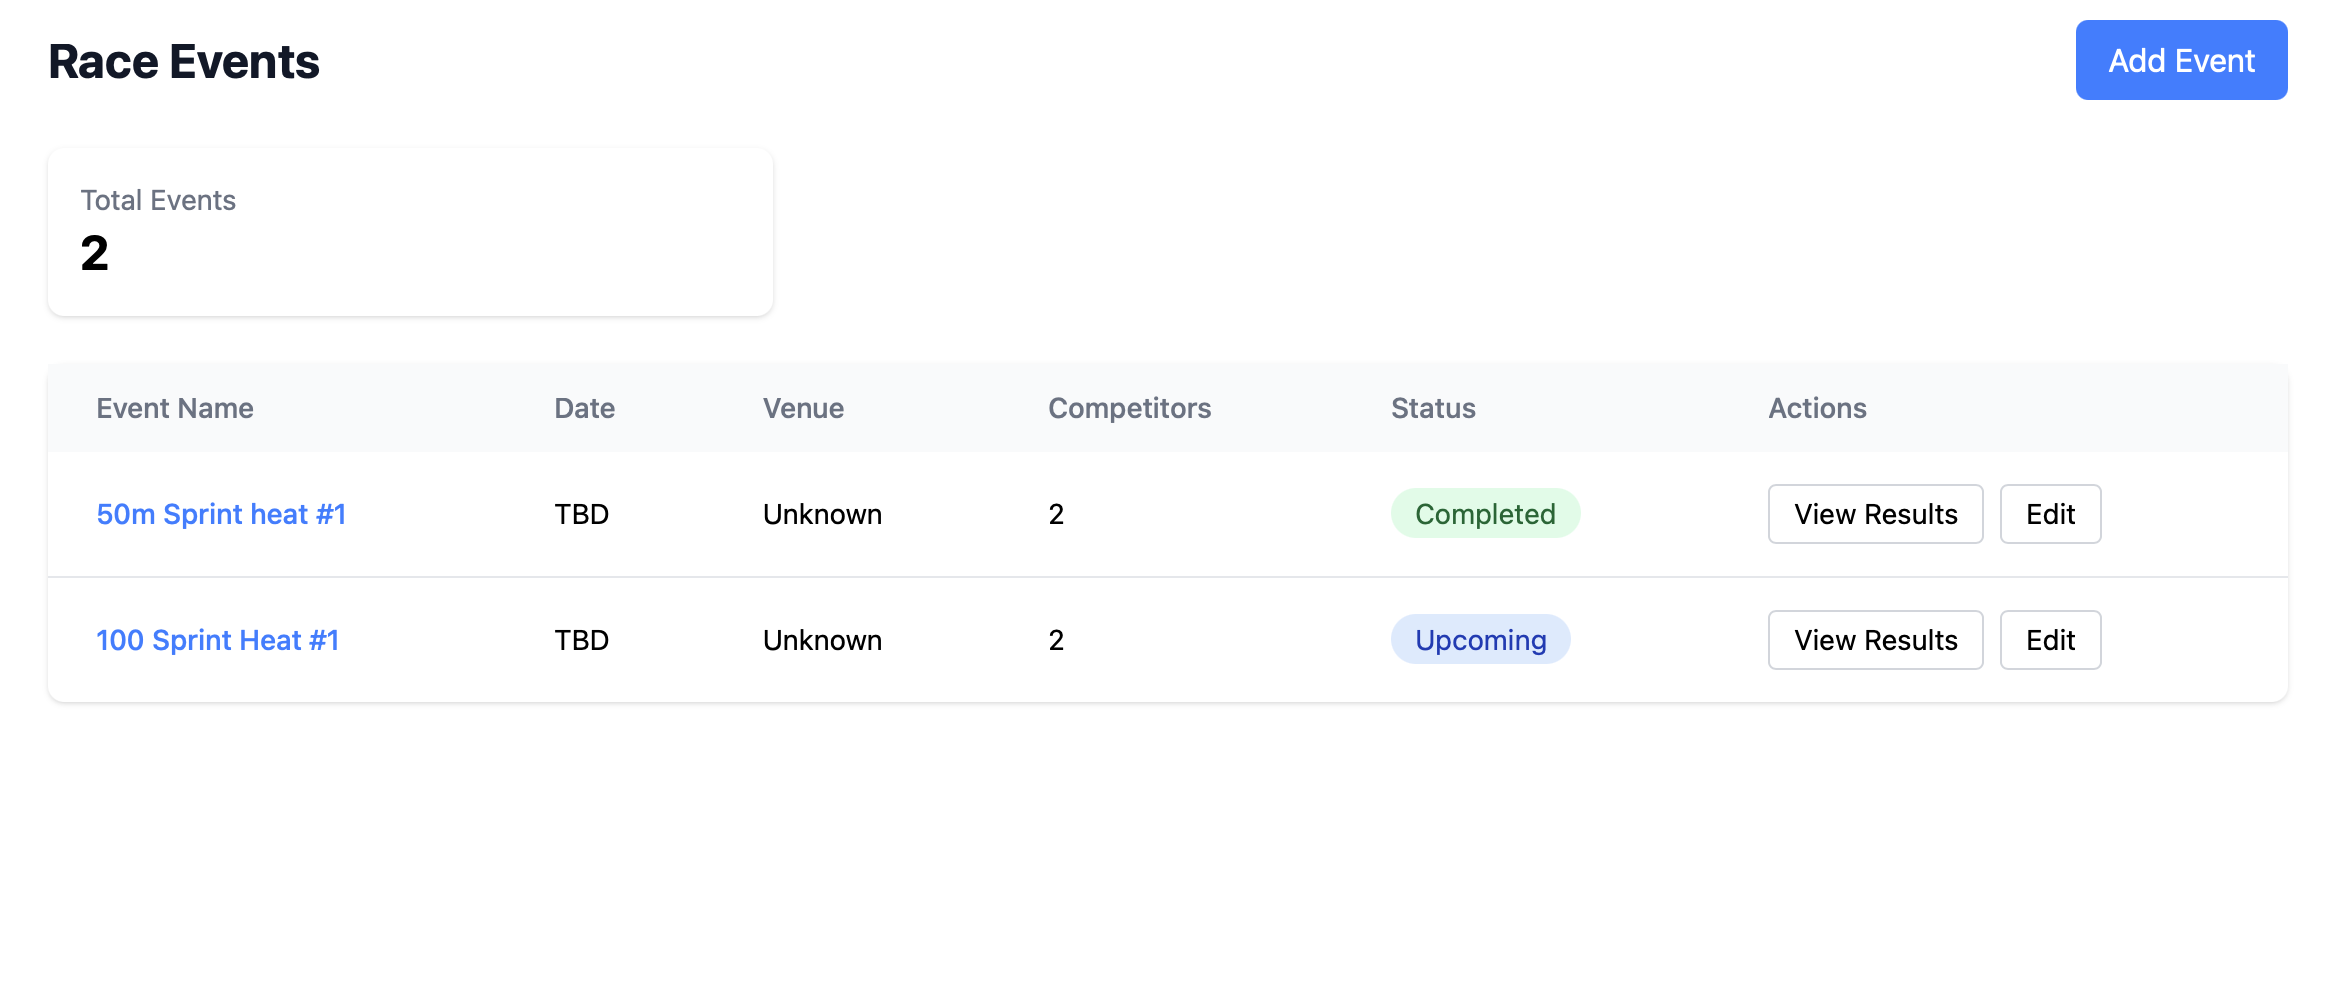 Race Events
Add Event
Total Events
2
Event Name Date Venue Competitors Status Actions
50m Sprint heat #1 TBD Unknown 2 Completed View Results Edit
100 Sprint Heat #1 TBD Unknown 2 Upcoming View Results Edit